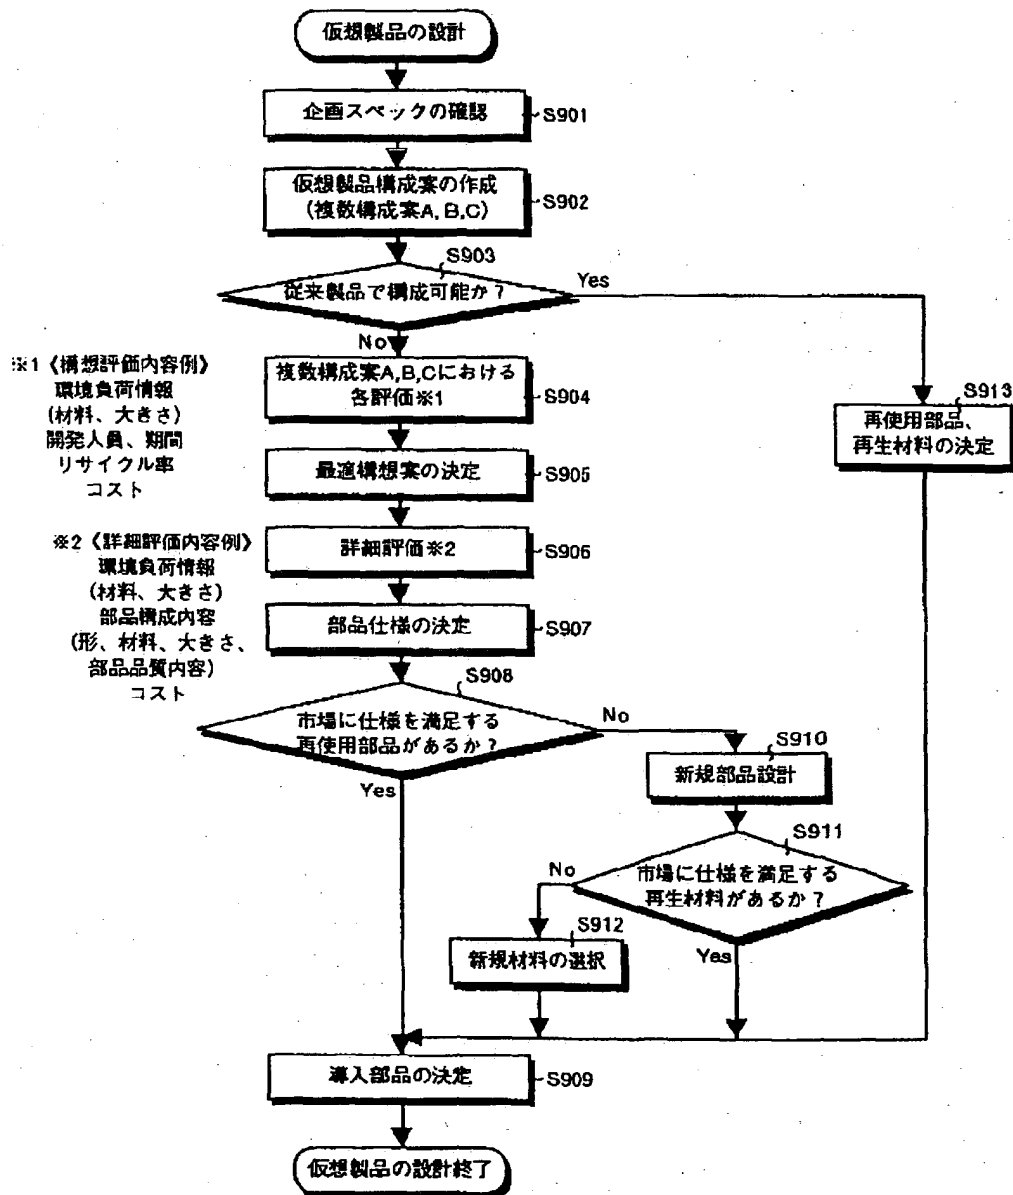 仮想製品の設計
企画スペックの確認
S901
仮想製品構成案の作成
(複数構成案A,B,C)
S902
S903
従来製品で構成可能か？
Yes
No
※1《構想評価内容例》
環境負荷情報
(材料、大きさ)
開発人員、期間
リサイクル率
コスト
複数構成案A,B,Cにおける
各評価※1
S904
S913
再使用部品、
再生材料の決定
最適構想案の決定
S905
※2《詳細評価内容例》
環境負荷情報
(材料、大きさ)
部品構成内容
(形、材料、大きさ、
部品品質内容)
コスト
詳細評価※2
S906
部品仕様の決定
S907
S908
市場に仕様を満足する
再使用部品があるか？
No
Yes
S910
新規部品設計
S911
市場に仕様を満足する
再生材料があるか？
No
Yes
S912
新規材料の選択
導入部品の決定
S909
仮想製品の設計終了